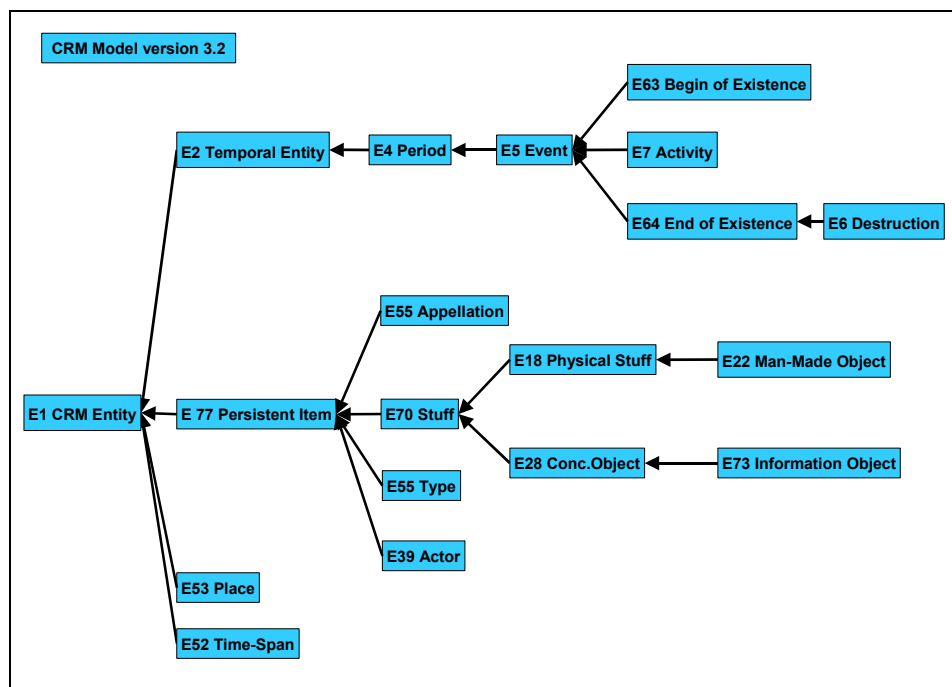 CRM Model version 3.2
E63 Begin of Existence
E2 Temporal Entity
E4 Period
E5 Event
E7 Activity
E64 End of Existence
E6 Destruction
E55 Appellation
E18 Physical Stuff
E22 Man-Made Object
E1 CRM Entity
E 77 Persistent Item
E70 Stuff
E28 Conc.Object
E73 Information Object
E55 Type
E39 Actor
E53 Place
E52 Time-Span